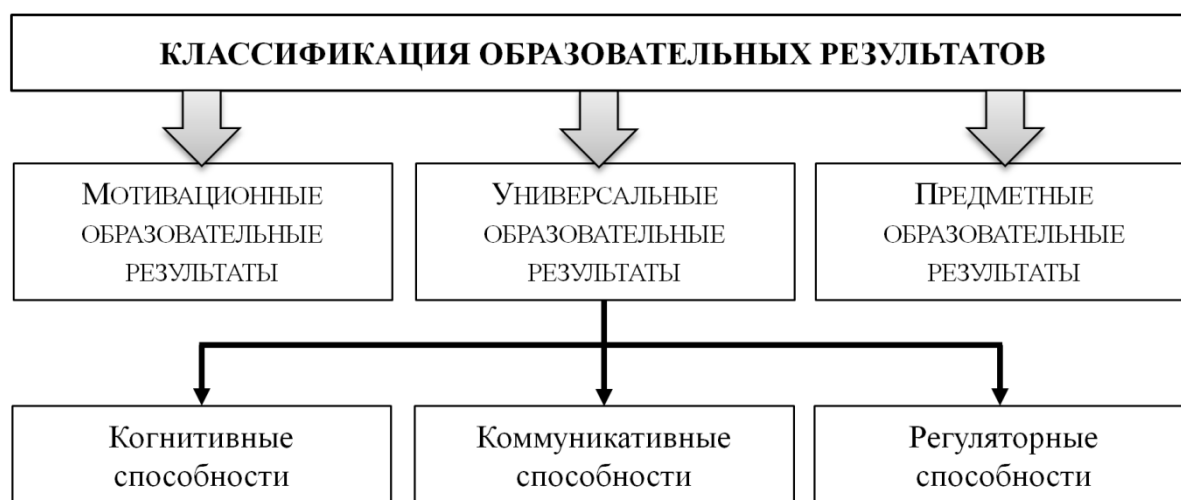 КЛАССИФИКАЦИЯ ОБРАЗОВАТЕЛЬНЫХ РЕЗУЛЬТАТОВ
МОТИВАЦИОННЫЕ
ОБРАЗОВАТЕЛЬНЫЕ
РЕЗУЛЬТАТЫ
УНИВЕРСАЛЬНЫЕ
ОБРАЗОВАТЕЛЬНЫЕ
РЕЗУЛЬТАТЫ
ПРЕДМЕТНЫЕ
ОБРАЗОВАТЕЛЬНЫЕ
РЕЗУЛЬТАТЫ
Когнитивные
способности
Коммуникативные
способности
Регуляторные
способности